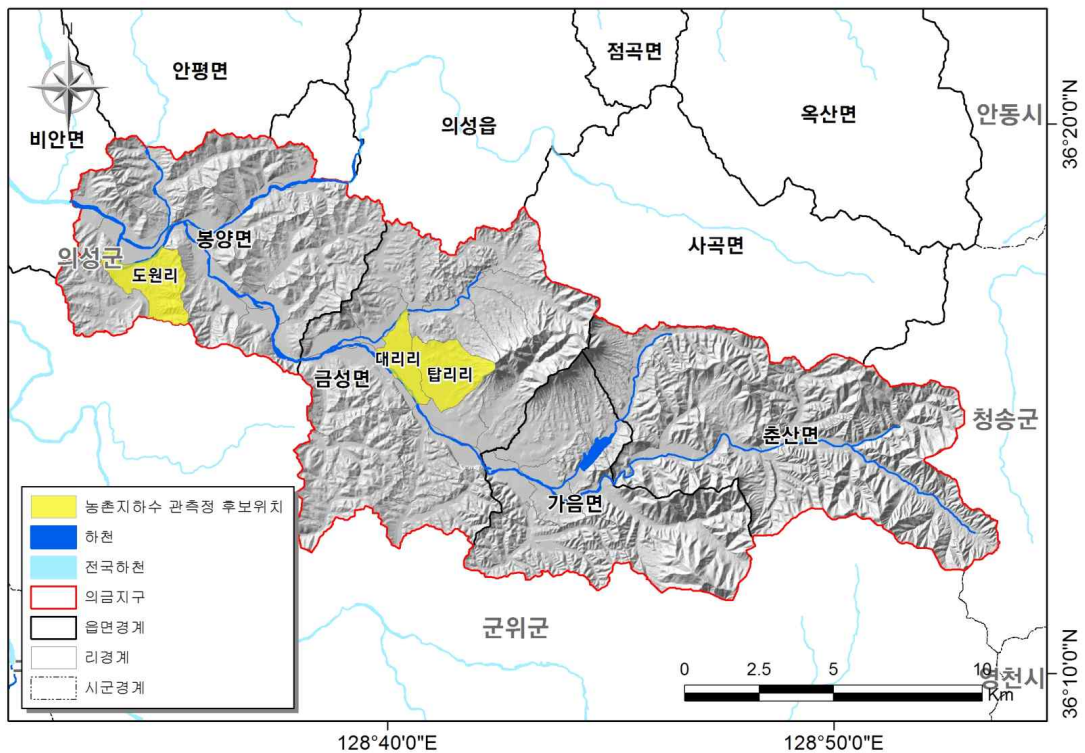 N
안평면
점곡면
비안면
의성읍
옥산면
안동시
36°20'0"N
봉양면
사곡면
의성군
도원리
대리리
탑리리
금성면
춘산면
청송군
가음면
군위군
영천시
농촌지하수 관측정 후보위치
하천
전국하천
의금지구
읍면경계
리경계
시군경계
0 2.5 5 10
Km
36°10'0"N
128°40'0"E
128°50'0"E